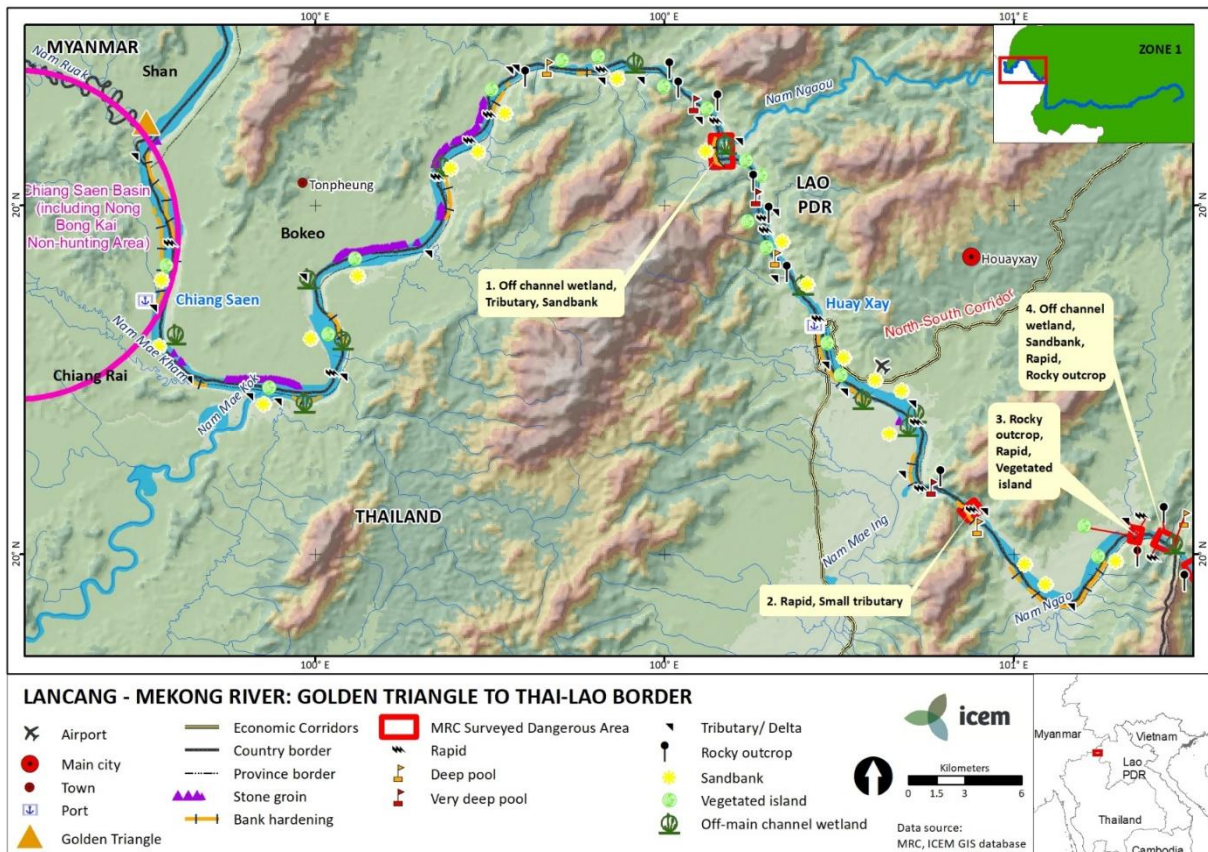 100° E
100° E
101° E
MYANMAR
Nam Ruak
Shan
ZONE 1
Nam Ngaou
20° N
20° N
Chiang Saen Basin
(including Nong
Bong Kai
Non-hunting Area)
Tonpheung
Bokeo
LAO
PDR
Houayxay
1. Off channel wetland,
Tributary, Sandbank
Chiang Saen
Huay Xay
North-South Corridor
4. Off channel
wetland,
Sandbank,
Rapid,
Rocky outcrop
Nam Mae Kham
Chiang Rai
Nam Mae Kok
3. Rocky
outcrop,
Rapid,
Vegetated
island
THAILAND
Nam Mae Ing
20° N
20° N
2. Rapid, Small tributary
Nam Ngao
100° E
100° E
101° E
LANCANG - MEKONG RIVER: GOLDEN TRIANGLE TO THAI-LAO BORDER
Airport
Main city
Town
Port
Golden Triangle
Economic Corridors
Country border
Province border
Stone groin
Bank hardening
MRC Surveyed Dangerous Area
Rapid
Deep pool
Very deep pool
Tributary/ Delta
Rocky outcrop
Sandbank
Vegetated island
Off-main channel wetland
icem
Kilometers
0 1.5 3 6
Data source:
MRC, ICEM GIS database
Myanmar
Vietnam
Lao
PDR
Thailand
Cambodia